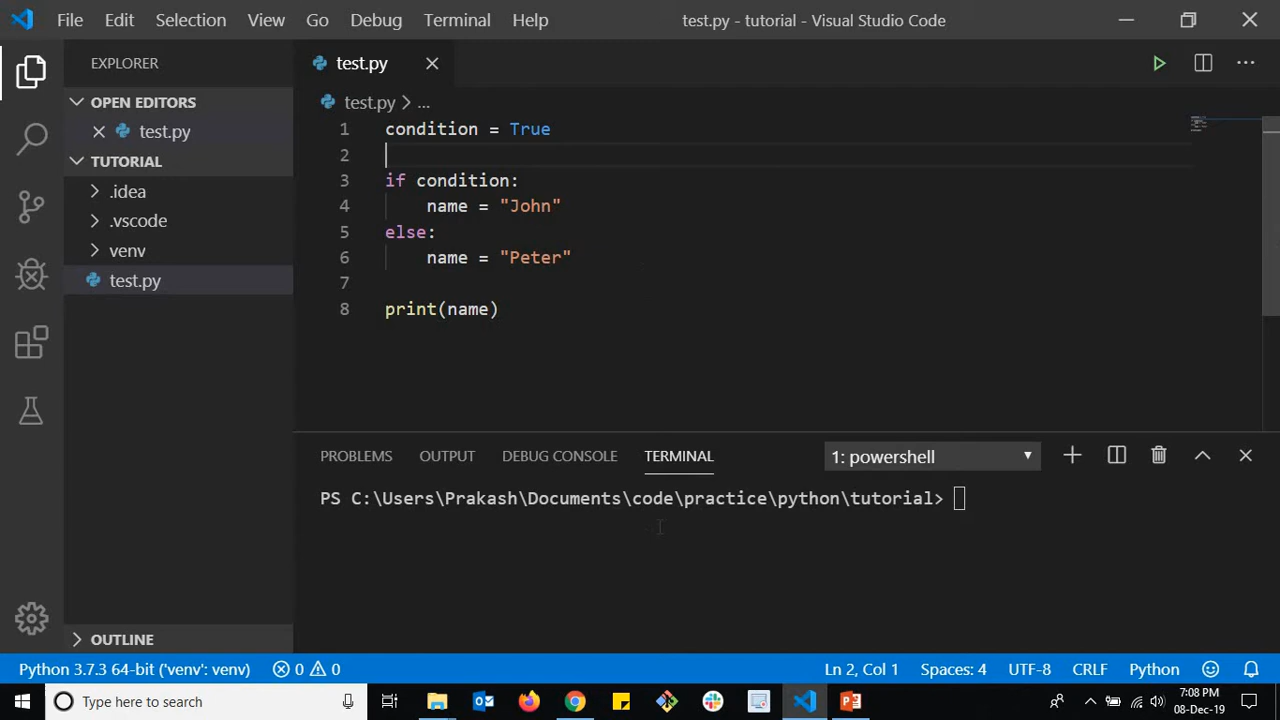 File Edit Selection View Go Debug Terminal Help test.py - tutorial - Visual Studio Code
EXPLORER
OPEN EDITORS
test.py
TUTORIAL
.idea
.vscode
venv
test.py
OUTLINE
test.py
test.py > ...
1 condition = True
2
3 if condition:
4 name = "John"
5 else:
6 name = "Peter"
7
8 print(name)
PROBLEMS OUTPUT DEBUG CONSOLE TERMINAL 1: powershell
PS C:\Users\Prakash\Documents\code\practice\python\tutorial>
Python 3.7.3 64-bit ('venv': venv) 0 0 Ln 2, Col 1 Spaces: 4 UTF-8 CRLF Python
Type here to search 7:08 PM
08-Dec-19